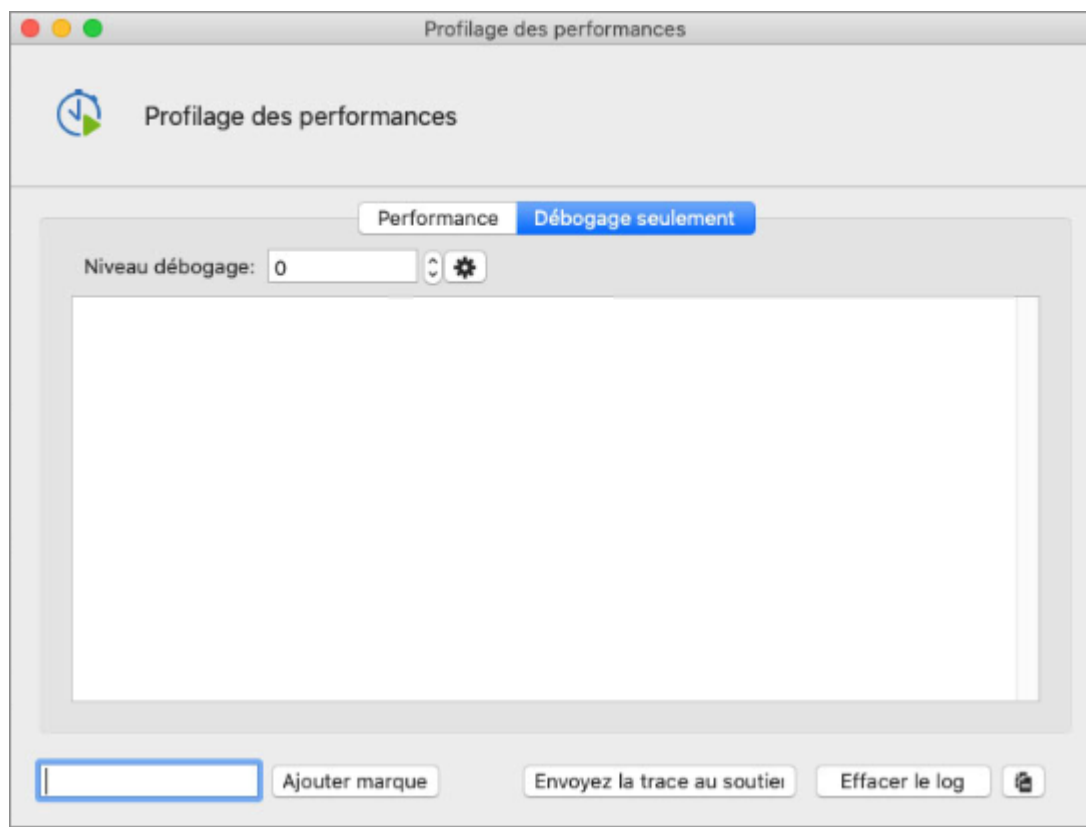 Profilage des performances
Profilage des performances
Performance Débogage seulement
Niveau débogage: 0
Ajouter marque Envoyez la trace au soutie Effacer le log